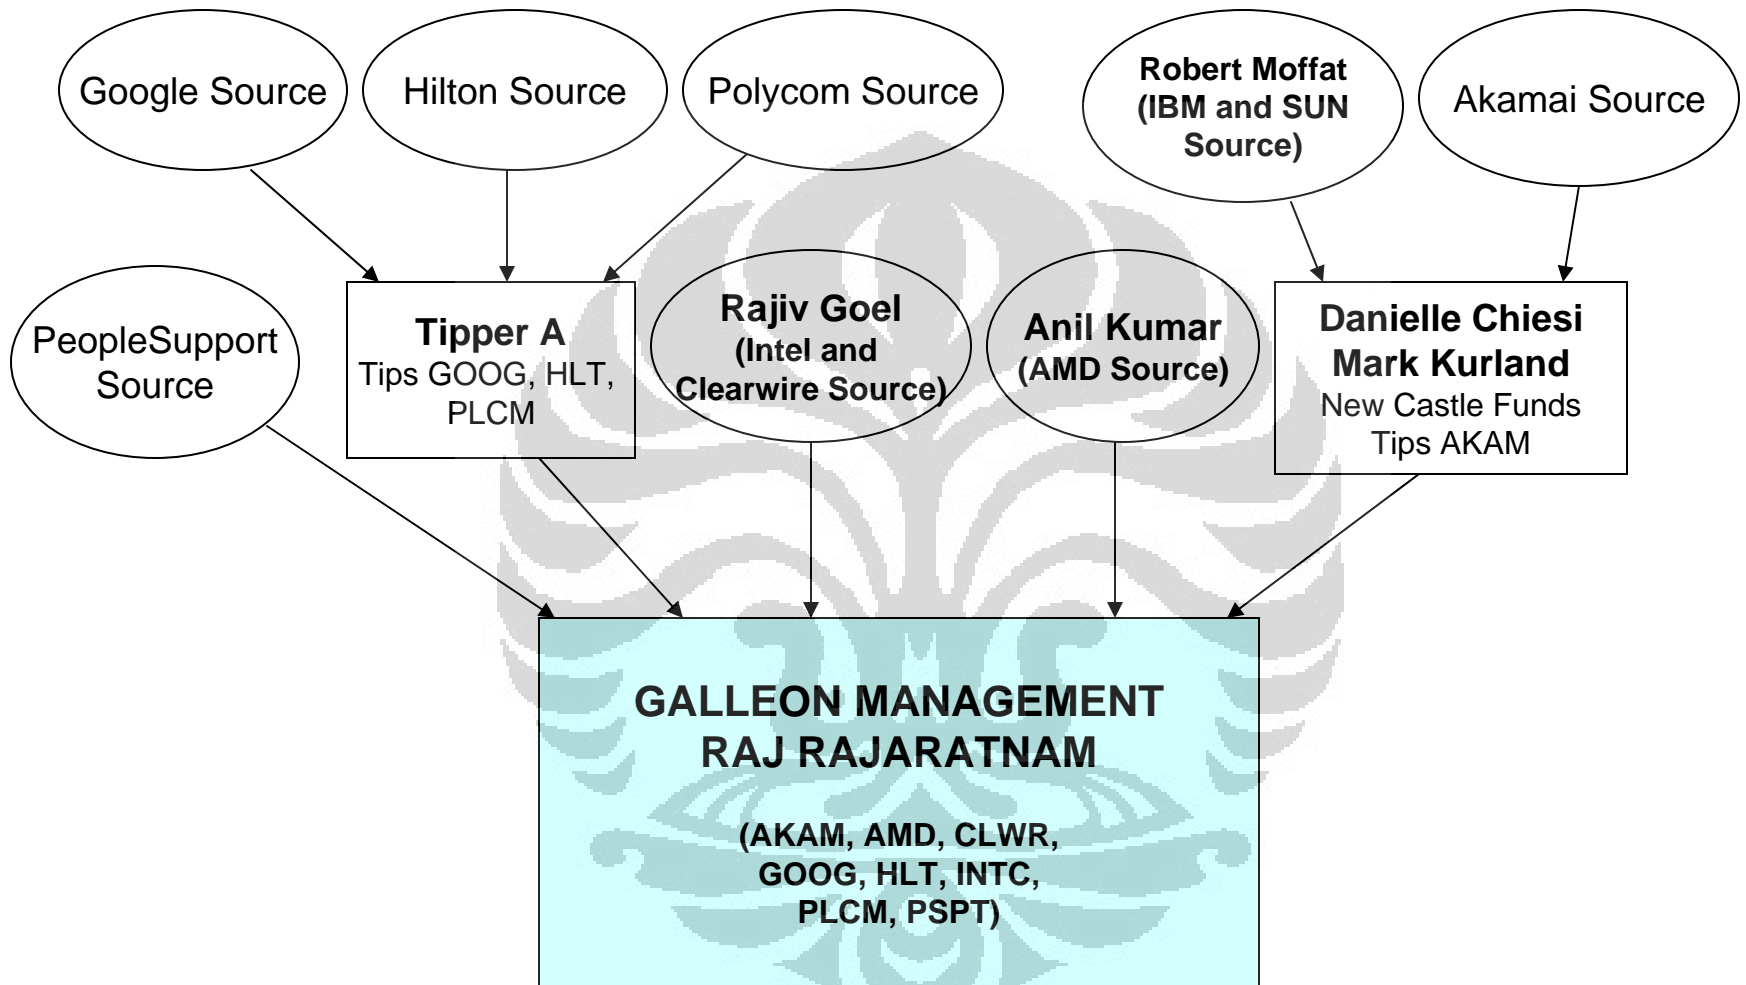 Google Source
Hilton Source
Polycom Source
Robert Moffat
(IBM and SUN
Source)
Akamai Source
PeopleSupport
Source
Tipper A
Tips GOOG, HLT,
PLCM
Rajiv Goel
(Intel and
Clearwire Source)
Anil Kumar
(AMD Source)
Danielle Chiesi
Mark Kurland
New Castle Funds
Tips AKAM
GALLEON MANAGEMENT
RAJ RAJARATNAM
(AKAM, AMD, CLWR,
GOOG, HLT, INTC,
PLCM, PSPT)